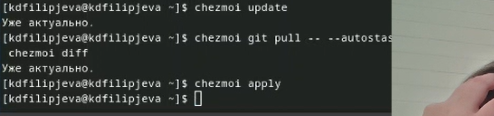 [kdfilipjeva@kdfilipjeva ~]$ chezmoi update
Уже актуально.
[kdfilipjeva@kdfilipjeva ~]$ chezmoi git pull -- --autostas
chezmoi diff
Уже актуально.
[kdfilipjeva@kdfilipjeva ~]$ chezmoi apply
[kdfilipjeva@kdfilipjeva ~]$